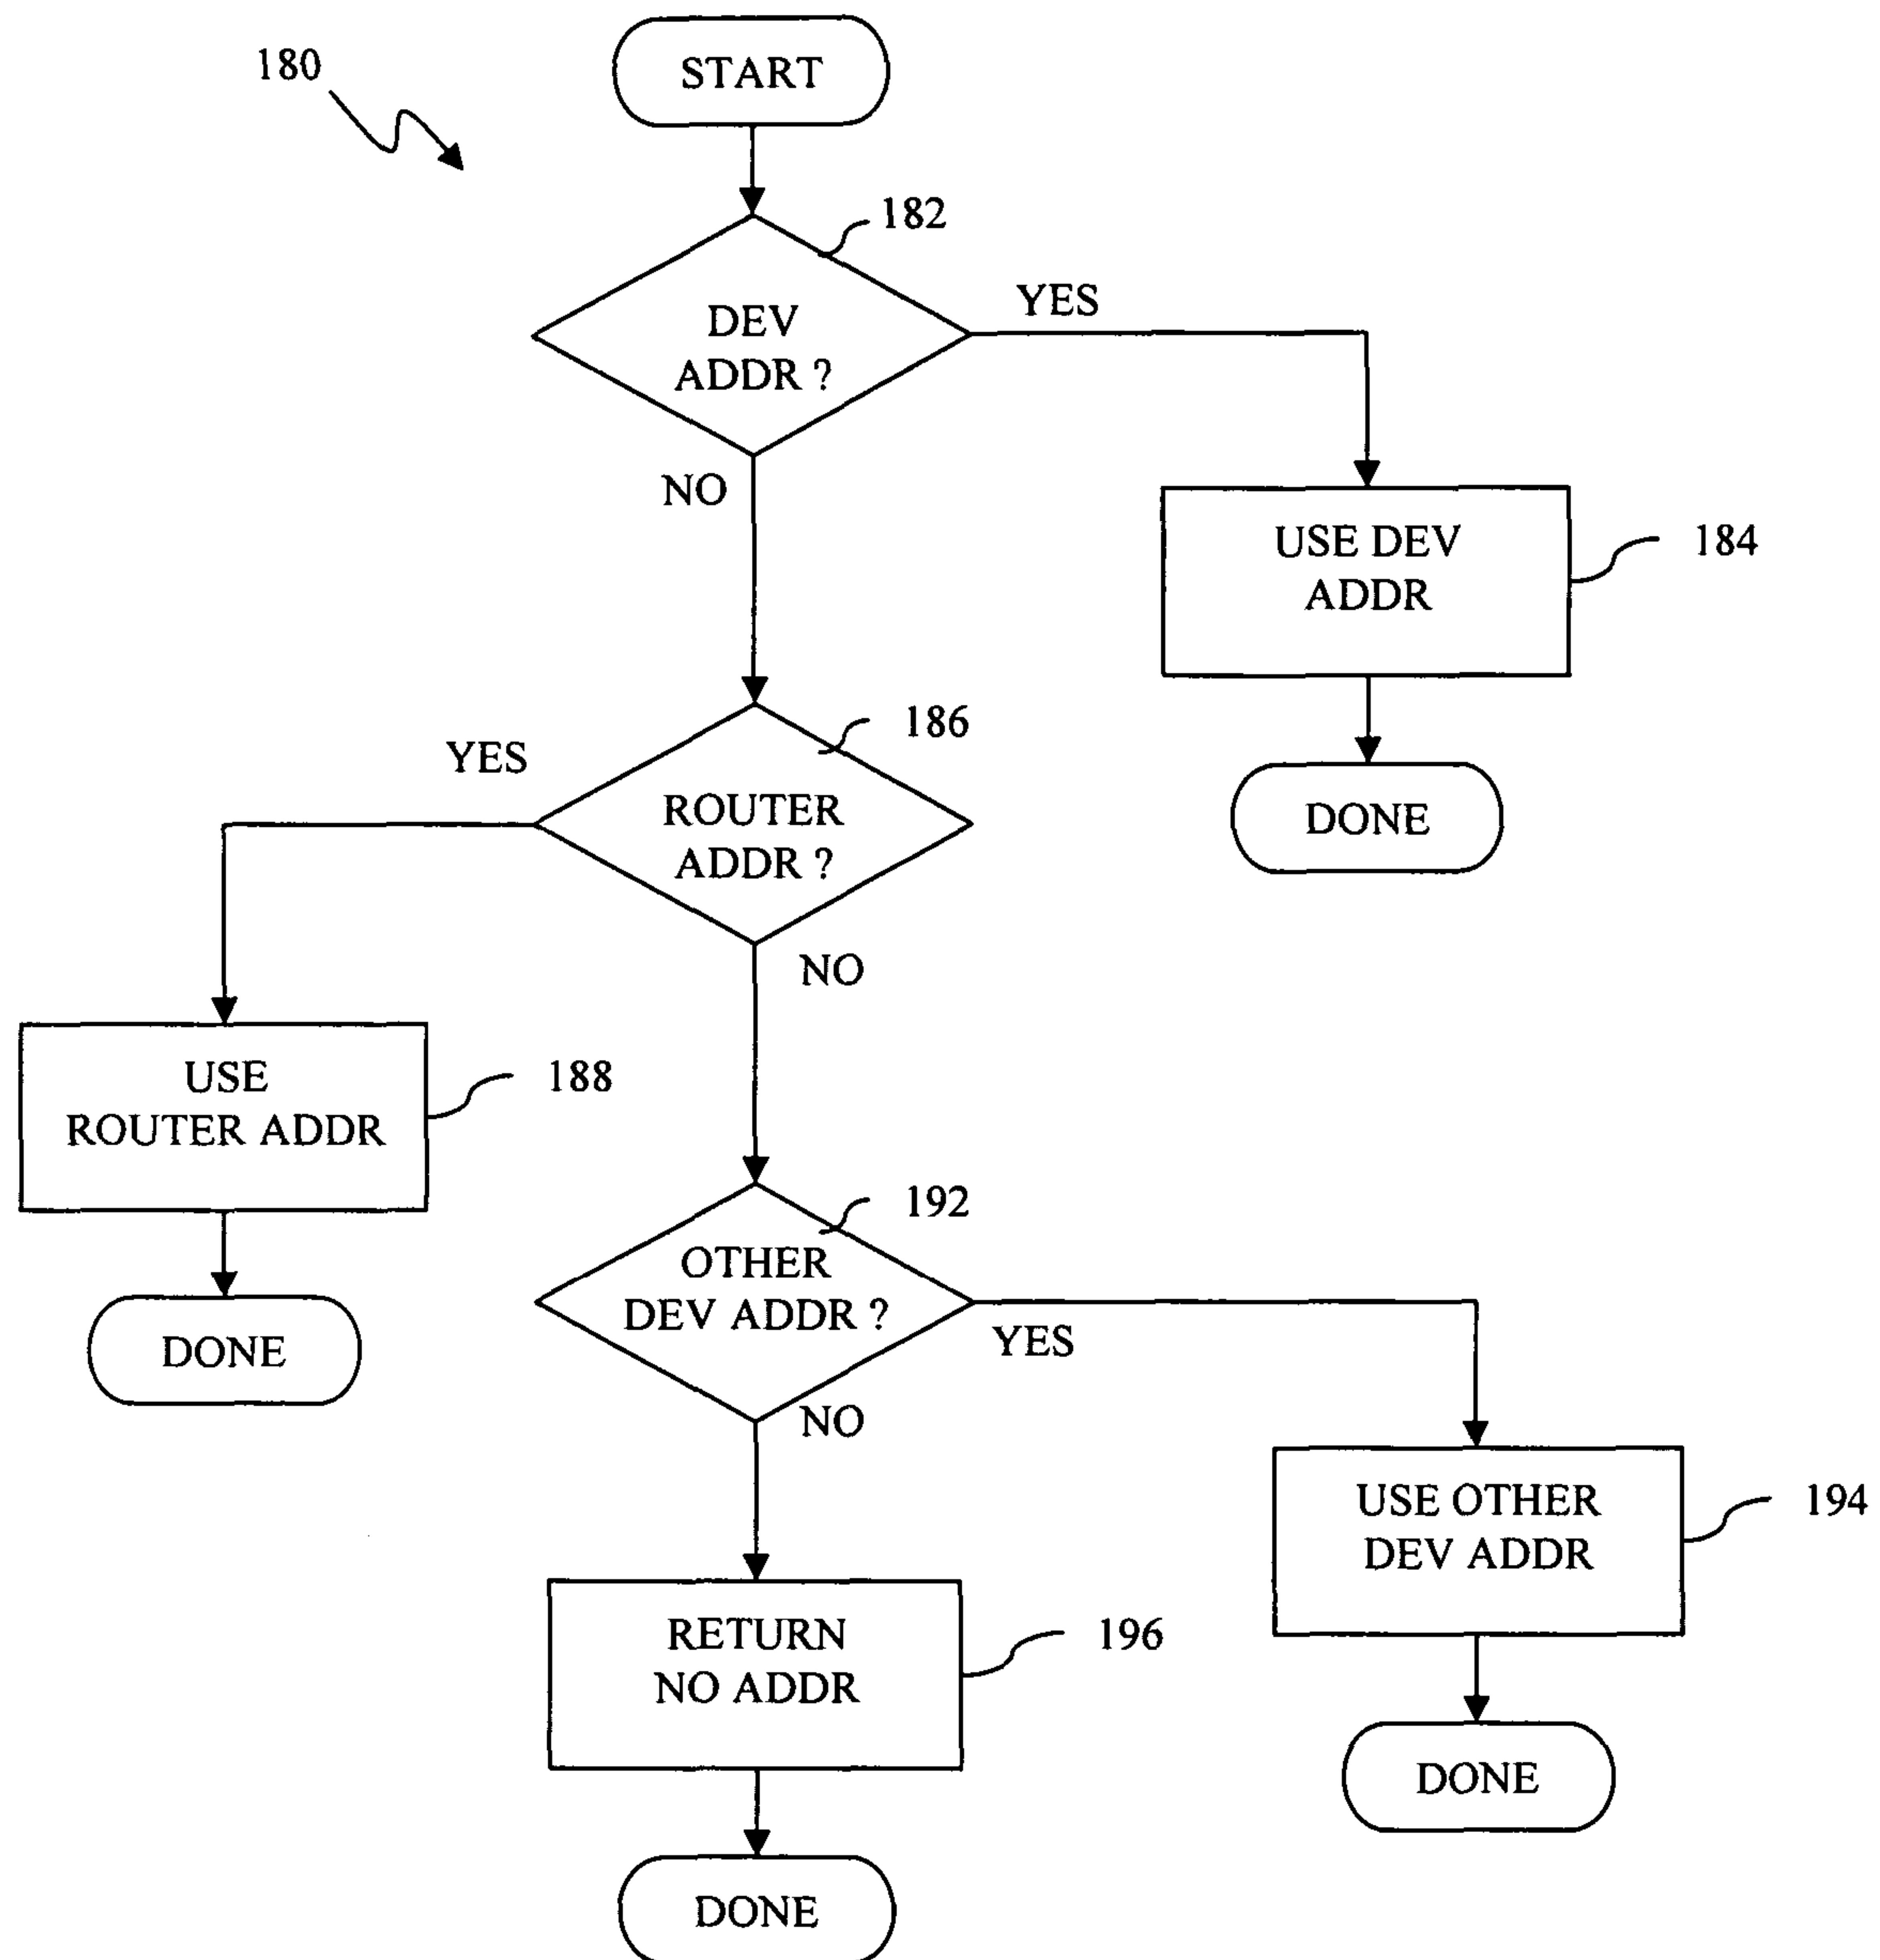 180
START
182
DEV
ADDR ?
YES
NO
USE DEV
ADDR
184
DONE
186
YES
ROUTER
ADDR ?
NO
USE
ROUTER ADDR
188
DONE
192
OTHER
DEV ADDR ?
YES
NO
USE OTHER
DEV ADDR
194
DONE
RETURN
NO ADDR
196
DONE